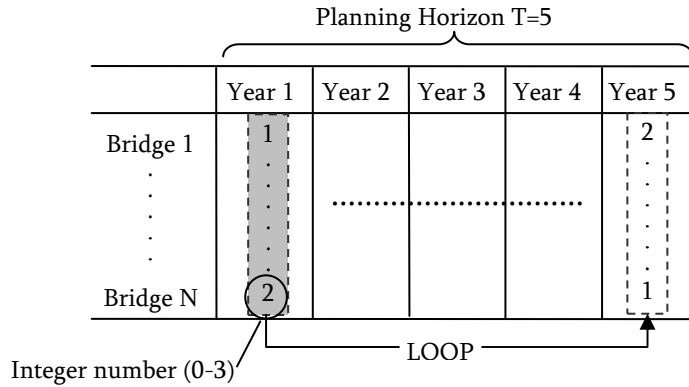 Planning Horizon T=5
Year 1 Year 2 Year 3 Year 4 Year 5
Bridge 1 1 2
Bridge N 2 1
LOOP
Integer number (0-3)